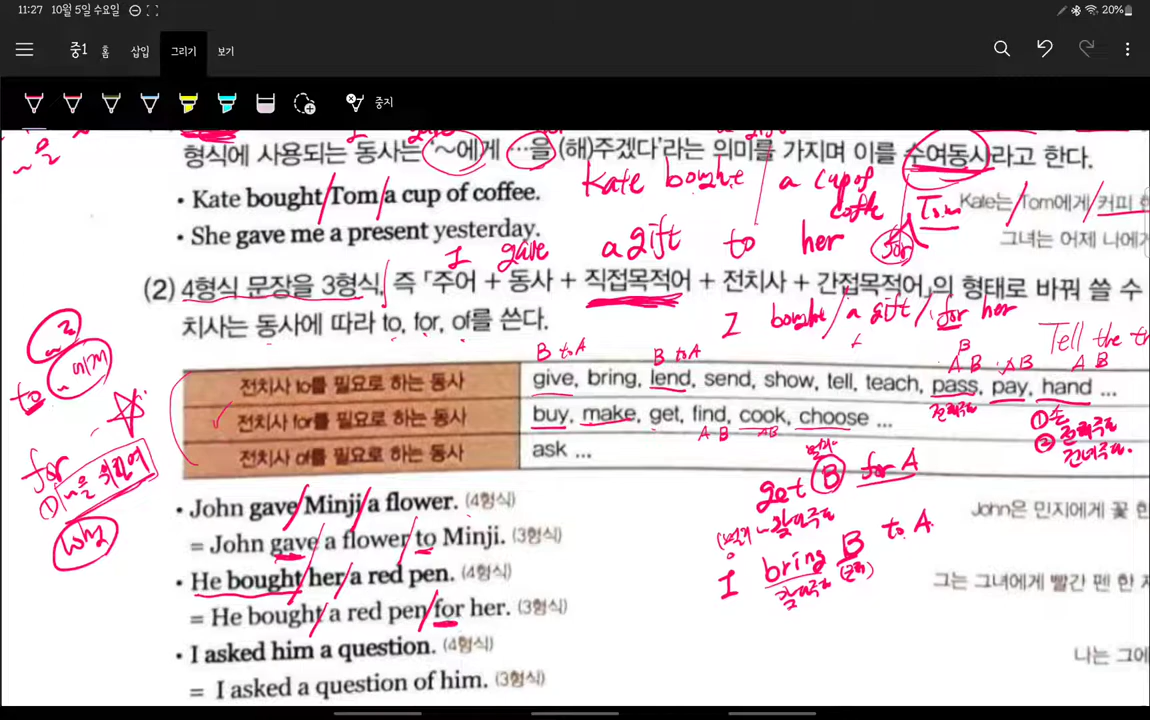 11:27 10월 5일 수요일 20%
중1 홈 삽입 그리기 보기
중지
형식에 사용되는 동사는 '~에게 …을 (해)주겠다'라는 의미를 가지며 이를 수여동사라고 한다.
• Kate bought Tom a cup of coffee.
Kate는 Tom에게 커피 한
Kate bought a cup of
Tom
• She gave me a present yesterday.
그녀는 어제 나에게
I gave a gift to her
for
(2) 4형식 문장을 3형식, 즉 「주어 + 동사 + 직접목적어 + 전치사 + 간접목적어」의 형태로 바꿔 쓸 수
치사는 동사에 따라 to, for, of를 쓴다.
I bought a gift for her
Tell the
B to A B to A
전치사 to를 필요로 하는 동사 give, bring, lend, send, show, tell, teach, pass, pay, hand ...
전치사 for를 필요로 하는 동사 buy, make, get, find, cook, choose ...
전치사 of를 필요로 하는 동사 ask ...
to
for
get B for A
I bring B to A
• John gave Minji a flower. (4형식)
John은 민지에게 꽃 한
= John gave a flower to Minji. (3형식)
• He bought her a red pen. (4형식)
그는 그녀에게 빨간 펜 한
= He bought a red pen for her. (3형식)
• I asked him a question. (4형식)
나는 그에
= I asked a question of him. (3형식)